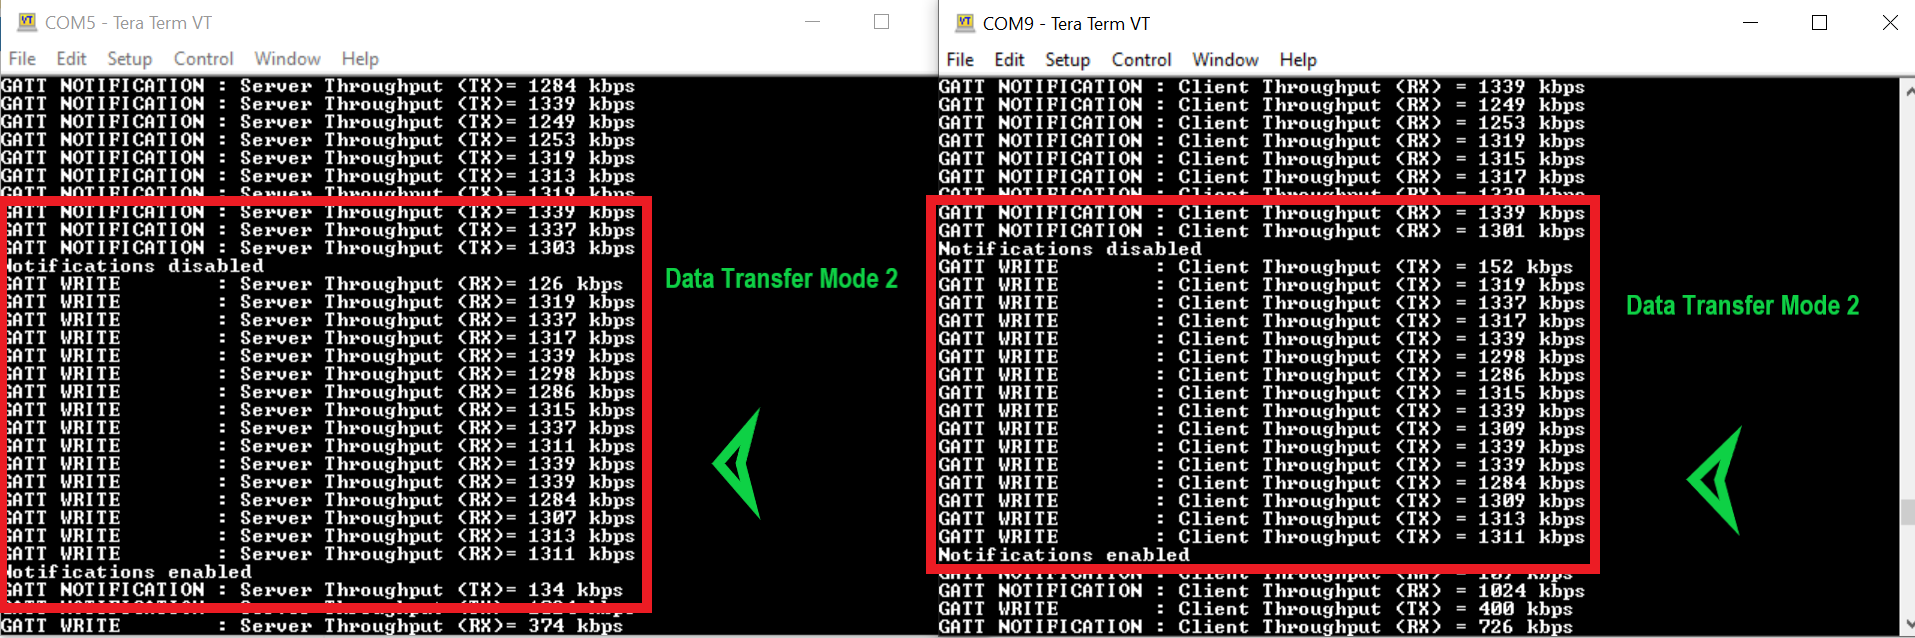 COM5 - Tera Term VT
File Edit Setup Control Window Help
GATT NOTIFICATION : Server Throughput (TX)= 1284 kbps
GATT NOTIFICATION : Server Throughput (TX)= 1339 kbps
GATT NOTIFICATION : Server Throughput (TX)= 1249 kbps
GATT NOTIFICATION : Server Throughput (TX)= 1253 kbps
GATT NOTIFICATION : Server Throughput (TX)= 1319 kbps
GATT NOTIFICATION : Server Throughput (TX)= 1313 kbps
GATT NOTIFICATION : Server Throughput (TX)= 1319 kbps
GATT NOTIFICATION : Server Throughput (TX)= 1339 kbps
GATT NOTIFICATION : Server Throughput (TX)= 1337 kbps
GATT NOTIFICATION : Server Throughput (TX)= 1303 kbps
Notifications disabled
GATT WRITE : Server Throughput (RX)= 126 kbps
GATT WRITE : Server Throughput (RX)= 1319 kbps
GATT WRITE : Server Throughput (RX)= 1337 kbps
GATT WRITE : Server Throughput (RX)= 1317 kbps
GATT WRITE : Server Throughput (RX)= 1339 kbps
GATT WRITE : Server Throughput (RX)= 1298 kbps
GATT WRITE : Server Throughput (RX)= 1286 kbps
GATT WRITE : Server Throughput (RX)= 1315 kbps
GATT WRITE : Server Throughput (RX)= 1337 kbps
GATT WRITE : Server Throughput (RX)= 1311 kbps
GATT WRITE : Server Throughput (RX)= 1339 kbps
GATT WRITE : Server Throughput (RX)= 1339 kbps
GATT WRITE : Server Throughput (RX)= 1284 kbps
GATT WRITE : Server Throughput (RX)= 1307 kbps
GATT WRITE : Server Throughput (RX)= 1313 kbps
GATT WRITE : Server Throughput (RX)= 1311 kbps
Notifications enabled
GATT NOTIFICATION : Server Throughput (TX)= 134 kbps
GATT WRITE : Server Throughput (RX)= 374 kbps
Data Transfer Mode 2
COM9 - Tera Term VT
File Edit Setup Control Window Help
GATT NOTIFICATION : Client Throughput (RX) = 1339 kbps
GATT NOTIFICATION : Client Throughput (RX) = 1249 kbps
GATT NOTIFICATION : Client Throughput (RX) = 1253 kbps
GATT NOTIFICATION : Client Throughput (RX) = 1319 kbps
GATT NOTIFICATION : Client Throughput (RX) = 1315 kbps
GATT NOTIFICATION : Client Throughput (RX) = 1317 kbps
GATT NOTIFICATION : Client Throughput (RX) = 1339 kbps
GATT NOTIFICATION : Client Throughput (RX) = 1339 kbps
GATT NOTIFICATION : Client Throughput (RX) = 1301 kbps
Notifications disabled
GATT WRITE : Client Throughput (TX) = 152 kbps
GATT WRITE : Client Throughput (TX) = 1319 kbps
GATT WRITE : Client Throughput (TX) = 1337 kbps
GATT WRITE : Client Throughput (TX) = 1317 kbps
GATT WRITE : Client Throughput (TX) = 1339 kbps
GATT WRITE : Client Throughput (TX) = 1298 kbps
GATT WRITE : Client Throughput (TX) = 1286 kbps
GATT WRITE : Client Throughput (TX) = 1315 kbps
GATT WRITE : Client Throughput (TX) = 1339 kbps
GATT WRITE : Client Throughput (TX) = 1309 kbps
GATT WRITE : Client Throughput (TX) = 1339 kbps
GATT WRITE : Client Throughput (TX) = 1339 kbps
GATT WRITE : Client Throughput (TX) = 1284 kbps
GATT WRITE : Client Throughput (TX) = 1309 kbps
GATT WRITE : Client Throughput (TX) = 1313 kbps
GATT WRITE : Client Throughput (TX) = 1311 kbps
Notifications enabled
GATT NOTIFICATION : Client Throughput (RX) = kbps
GATT NOTIFICATION : Client Throughput (RX) = 1024 kbps
GATT WRITE : Client Throughput (TX) = 400 kbps
GATT NOTIFICATION : Client Throughput (RX) = 726 kbps
Data Transfer Mode 2